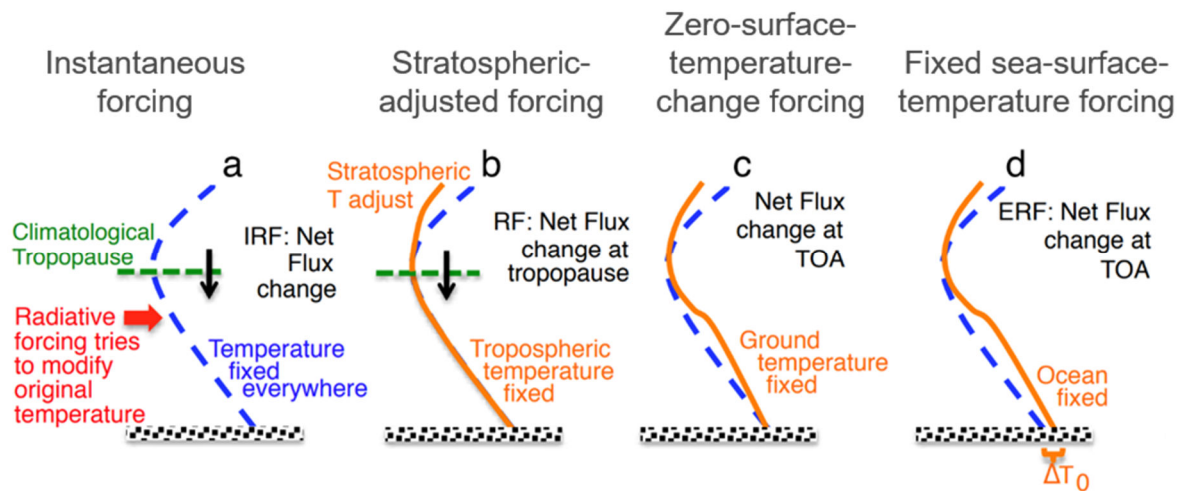 Instantaneous
forcing
Stratospheric-
adjusted forcing
Zero-surface-
temperature-
change forcing
Fixed sea-surface-
temperature forcing
a
Climatological
Tropopause
IRF: Net
Flux
change
Radiative
forcing tries
to modify
original
temperature
Temperature
fixed
everywhere
b
Stratospheric
T adjust
RF: Net Flux
change at
tropopause
Tropospheric
temperature
fixed
c
Net Flux
change at
TOA
Ground
temperature
fixed
d
ERF: Net Flux
change at
TOA
Ocean
fixed
ΔT₀